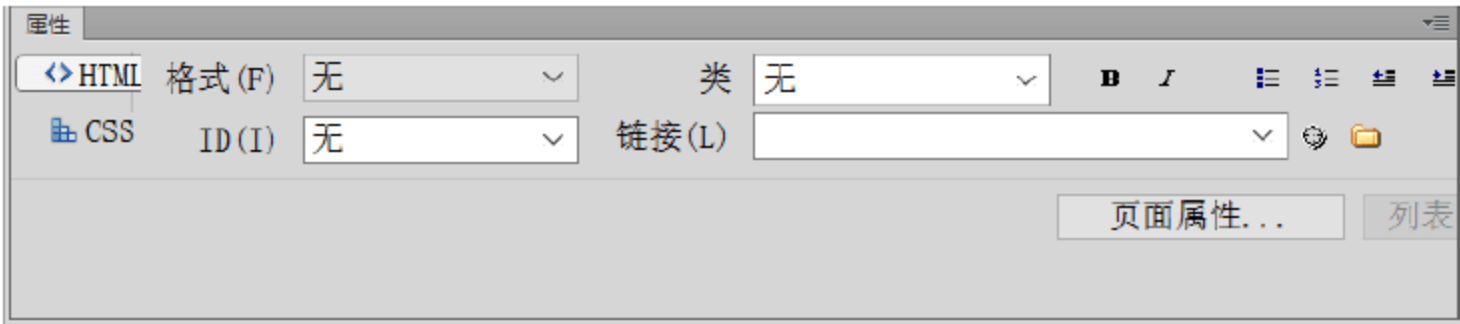 属性
HTML 格式(F) 无 类 无 B I
CSS ID(I) 无 链接(L)
页面属性... 列表